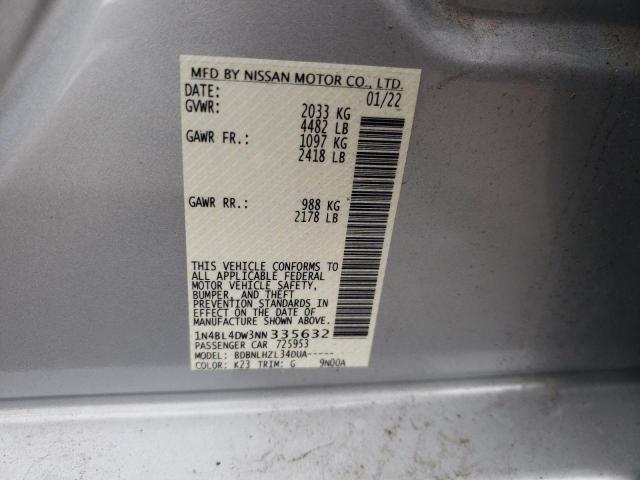 MFD BY NISSAN MOTOR CO., LTD.
DATE: 01/22
GVWR: 2033 KG
4482 LB
GAWR FR.: 1097 KG
2418 LB
GAWR RR.: 988 KG
2178 LB
THIS VEHICLE CONFORMS TO
ALL APPLICABLE FEDERAL
MOTOR VEHICLE SAFETY,
BUMPER, AND THEFT
PREVENTION STANDARDS IN
EFFECT ON THE DATE OF
MANUFACTURE SHOWN ABOVE.
1N4BL4DW3NN335632
PASSENGER CAR 725953
MODEL: BDBNLHZL34DUA-----
COLOR: K23 TRIM: G 9N00A